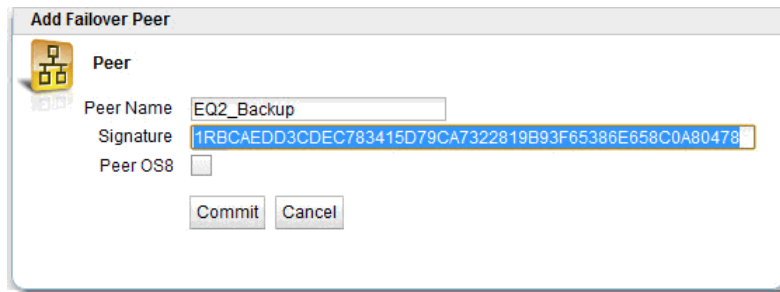 Add Failover Peer
Peer
Peer Name EQ2_Backup
Signature 1RBCAEDD3CDEC783415D79CA7322819B93F65386E658C0A80478
Peer OS8
Commit Cancel